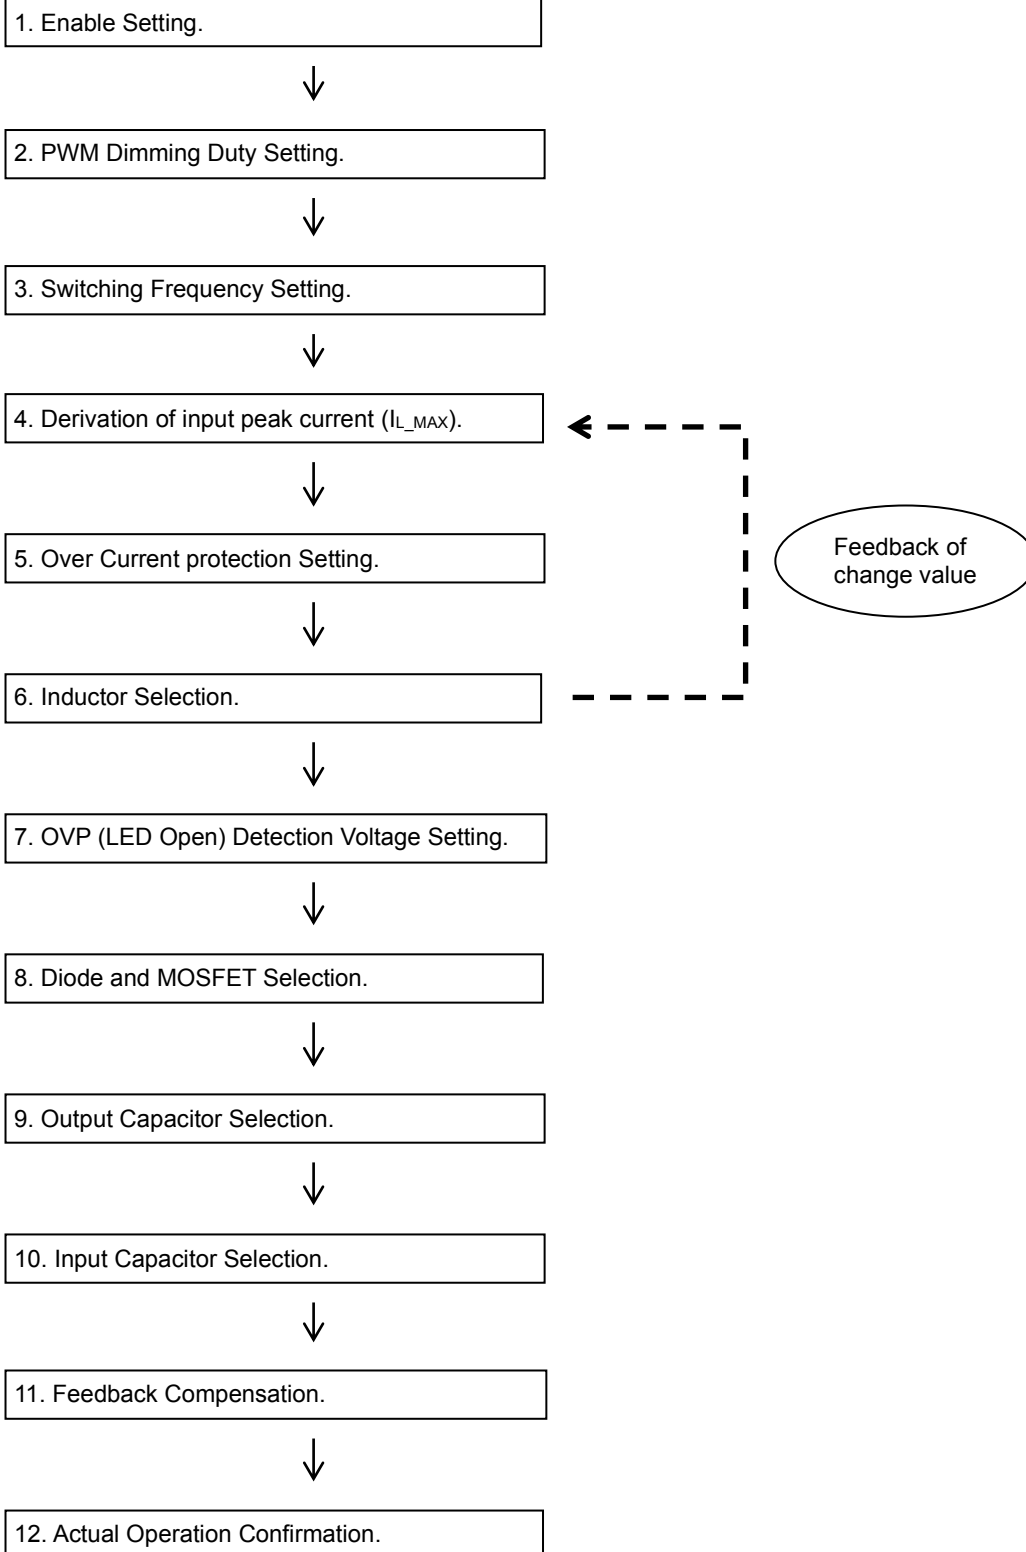 1. Enable Setting.
2. PWM Dimming Duty Setting.
3. Switching Frequency Setting.
4. Derivation of input peak current (IL_MAX).
5. Over Current protection Setting.
Feedback of
change value
6. Inductor Selection.
7. OVP (LED Open) Detection Voltage Setting.
8. Diode and MOSFET Selection.
9. Output Capacitor Selection.
10. Input Capacitor Selection.
11. Feedback Compensation.
12. Actual Operation Confirmation.